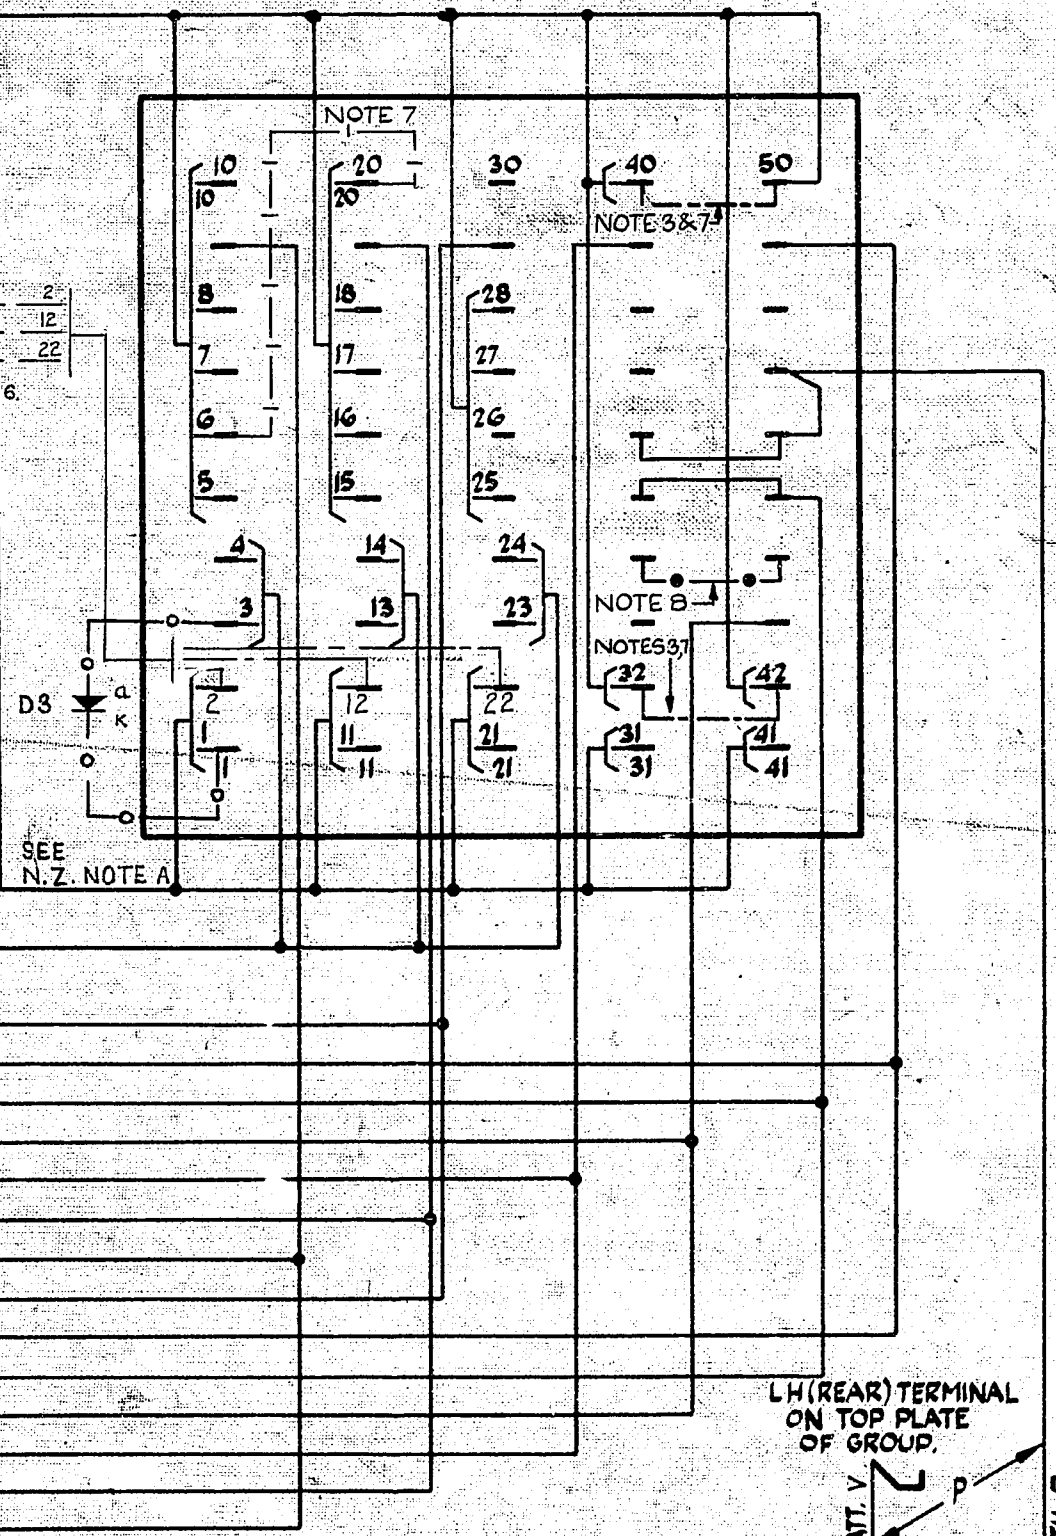 NOTE 7
10 20 30 40 50
10 20
NOTE 3&7
2
8 18 28
12
22
7 17 27
6.
6 16 26
5 15 25
4 14 24
3 13 23
NOTE 8
NOTES 3,7
D3
a
K
2 12 22 32 42
1 11 21 31 41
1 11 21 31 41
SEE
N.Z. NOTE A
LH (REAR) TERMINAL
ON TOP PLATE
OF GROUP.
P